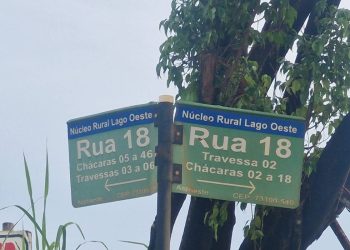 Núcleo Rural Lago Oeste
Rua 18
Chácaras 05 a 46
Travessas 03 a 06
Núcleo Rural Lago Oeste
Rua 18
Travessa 02
Chácaras 02 a 18